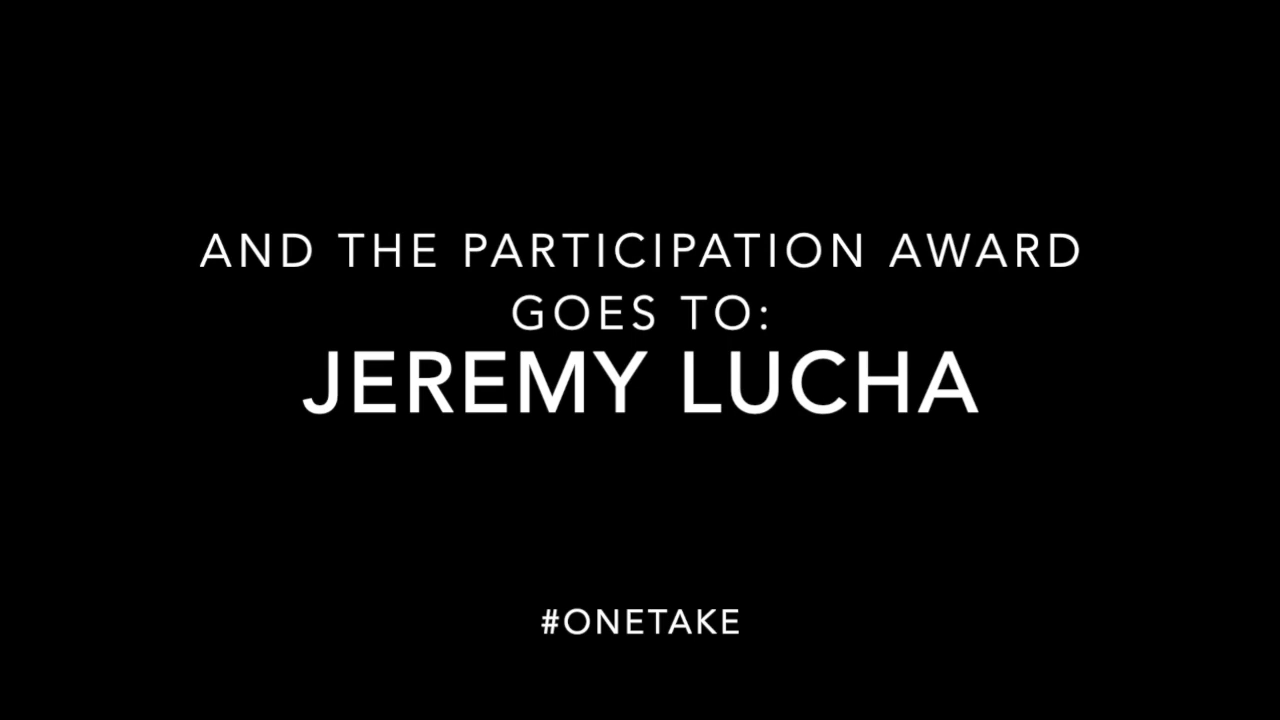 AND THE PARTICIPATION AWARD
GOES TO:
JEREMY LUCHA
#ONETAKE